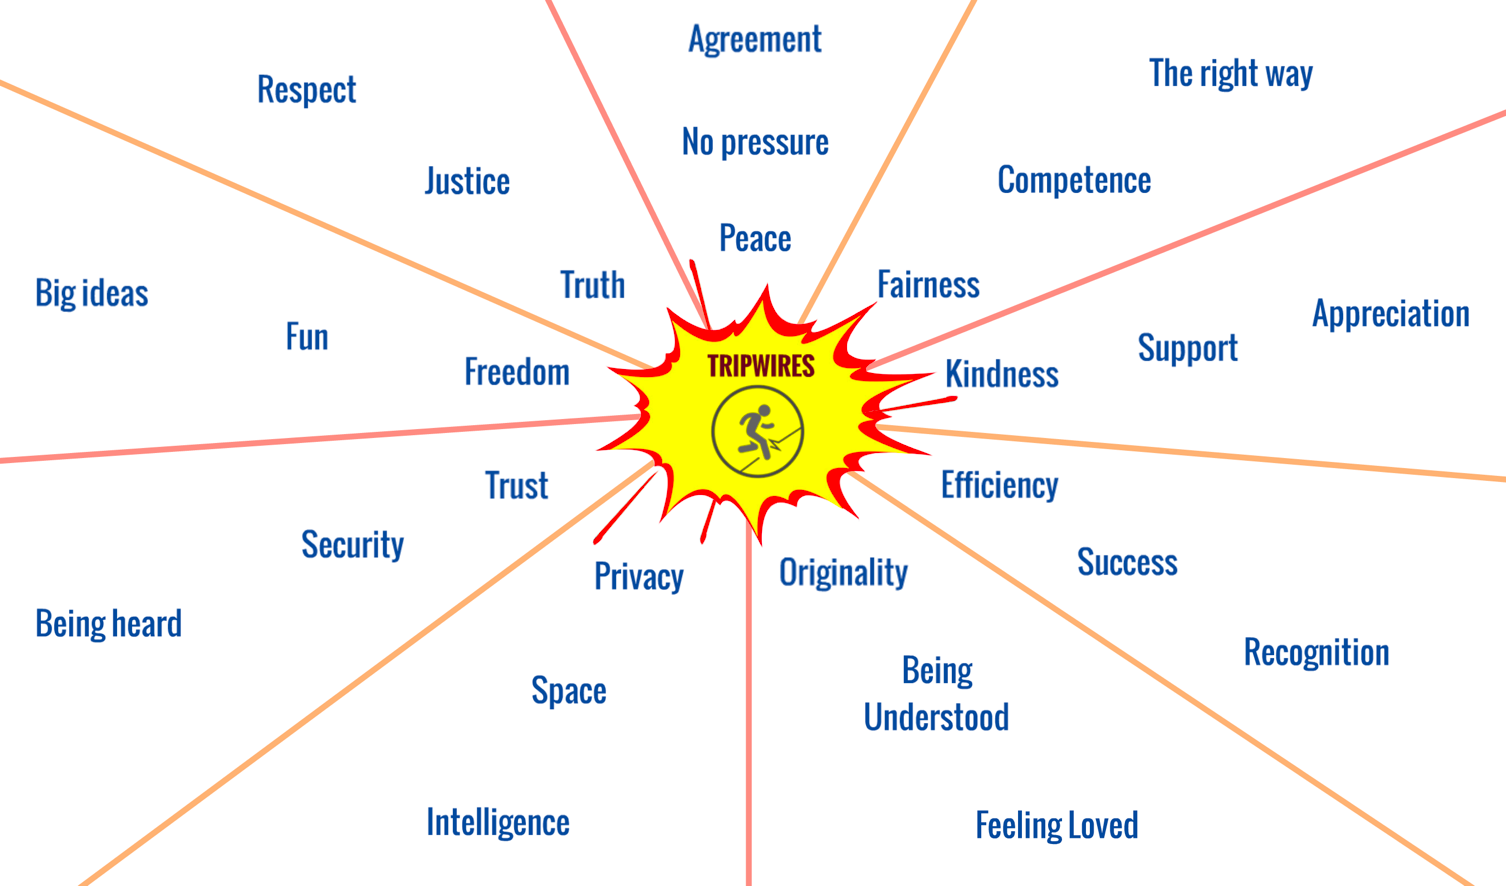 Agreement
No pressure
Peace
The right way
Competence
Fairness
Appreciation
Support
Kindness
Efficiency
Success
Recognition
Originality
Being
Understood
Feeling Loved
Privacy
Space
Intelligence
Trust
Security
Being heard
Big ideas
Fun
Freedom
Respect
Justice
Truth
TRIPWIRES